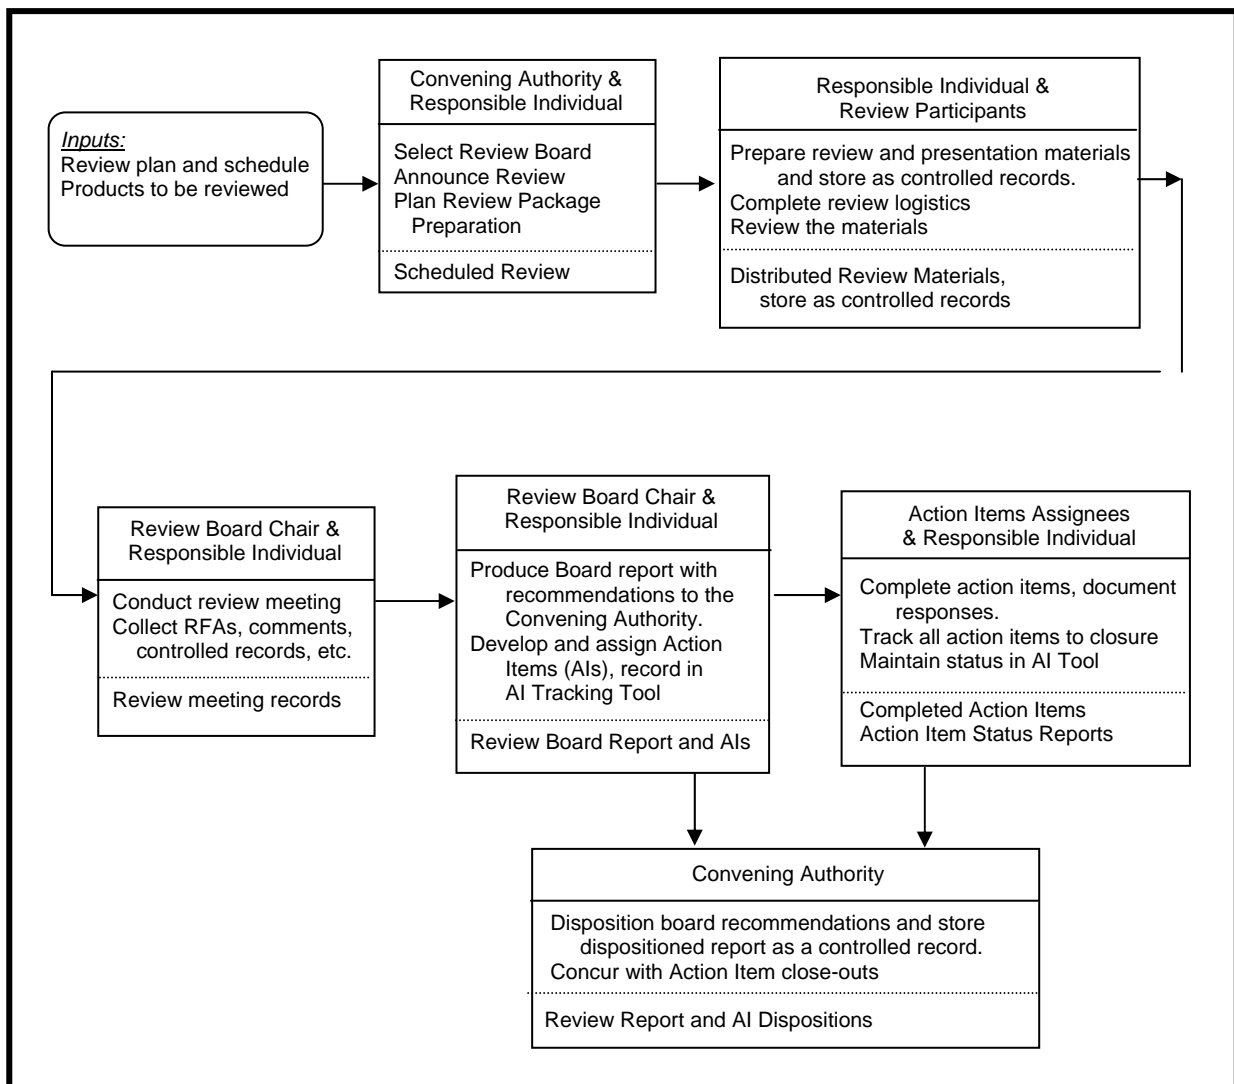 Inputs:
Review plan and schedule
Products to be reviewed
Convening Authority &
Responsible Individual
Select Review Board
Announce Review
Plan Review Package
Preparation
Scheduled Review
Responsible Individual &
Review Participants
Prepare review and presentation materials
and store as controlled records.
Complete review logistics
Review the materials
Distributed Review Materials,
store as controlled records
Review Board Chair &
Responsible Individual
Conduct review meeting
Collect RFAs, comments,
controlled records, etc.
Review meeting records
Review Board Chair &
Responsible Individual
Produce Board report with
recommendations to the
Convening Authority.
Develop and assign Action
Items (AIs), record in
AI Tracking Tool
Review Board Report and AIs
Action Items Assignees
& Responsible Individual
Complete action items, document
responses.
Track all action items to closure
Maintain status in AI Tool
Completed Action Items
Action Item Status Reports
Convening Authority
Disposition board recommendations and store
dispositioned report as a controlled record.
Concur with Action Item close-outs
Review Report and AI Dispositions